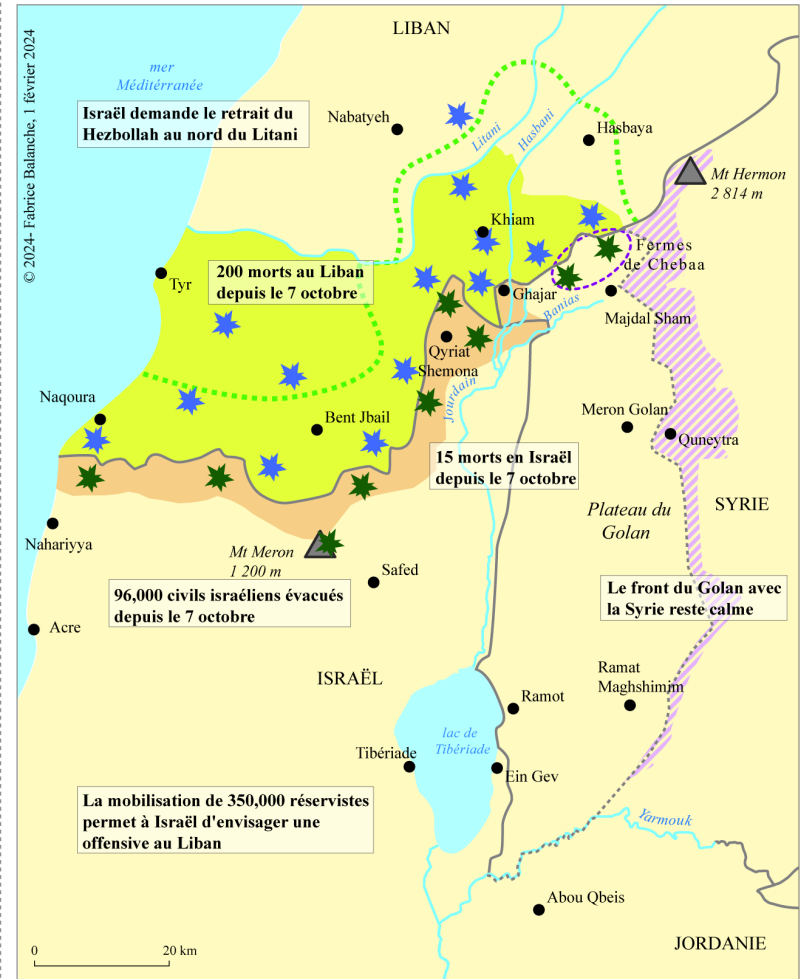 © 2024- Fabrice Balanche, 1 février 2024
LIBAN
mer
Méditérranée
Israël demande le retrait du
Hezbollah au nord du Litani
Nabatyeh
Litani
Hasbani
Hasbaya
Mt Hermon
2 814 m
Khiam
Fermes
de Chebaa
Tyr
200 morts au Liban
depuis le 7 octobre
Ghajar
Banias
Majdal Sham
Qyriat
Shemona
Jourdain
Naqoura
Bent Jbail
Meron Golan
Quneytra
15 morts en Israël
depuis le 7 octobre
Plateau du
Golan
SYRIE
Nahariyya
Mt Meron
1 200 m
Safed
96,000 civils israéliens évacués
depuis le 7 octobre
Le front du Golan avec
la Syrie reste calme
Acre
ISRAËL
Ramat
Maghshimim
Ramot
lac de
Tibériade
Tibériade
Ein Gev
La mobilisation de 350,000 réservistes
permet à Israël d'envisager une
offensive au Liban
Yarmouk
Abou Qbeis
JORDANIE
0
20 km